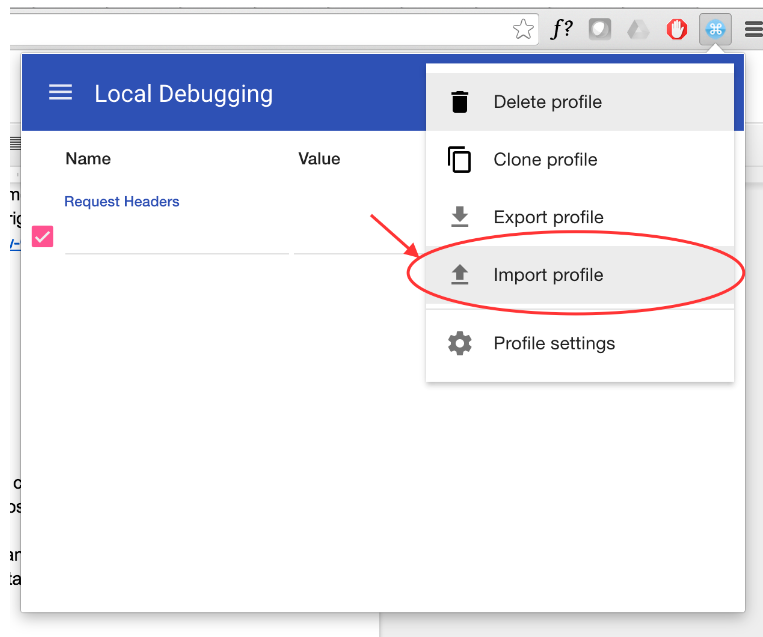 f?
Local Debugging
Delete profile
Name
Value
Clone profile
Request Headers
Export profile
Import profile
Profile settings